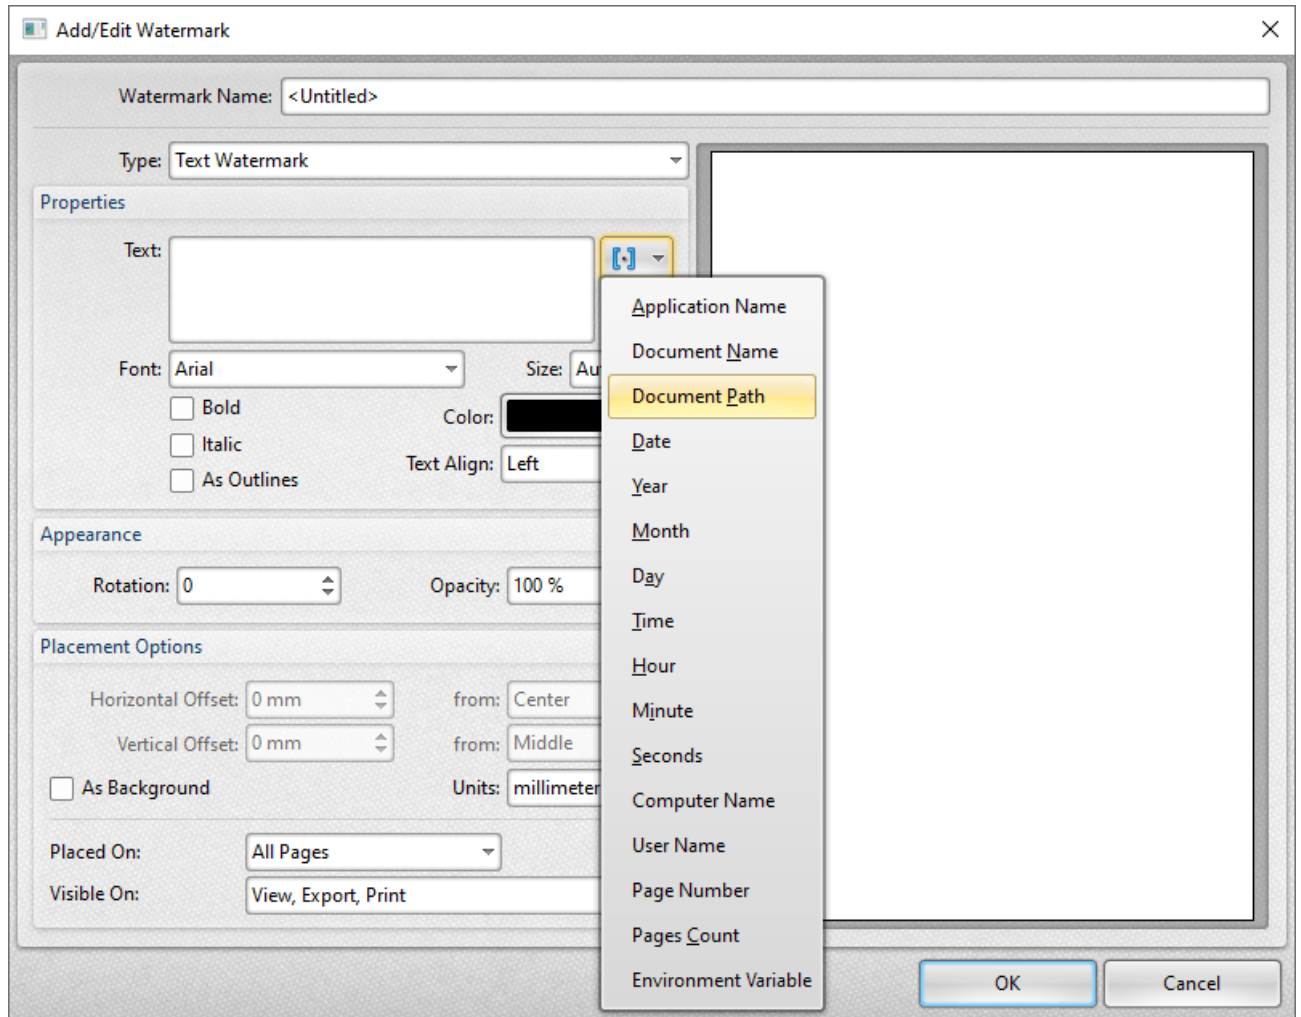 Add/Edit Watermark
Watermark Name: <Untitled>
Type: Text Watermark
Properties
Text:
Font: Arial
Size: Au
Bold
Color:
Italic
Text Align: Left
As Outlines
Appearance
Rotation: 0
Opacity: 100 %
Placement Options
Horizontal Offset: 0 mm
from: Center
Vertical Offset: 0 mm
from: Middle
As Background
Units: millimeter
Placed On: All Pages
Visible On: View, Export, Print
Application Name
Document Name
Document Path
Date
Year
Month
Day
Time
Hour
Minute
Seconds
Computer Name
User Name
Page Number
Pages Count
Environment Variable
OK
Cancel